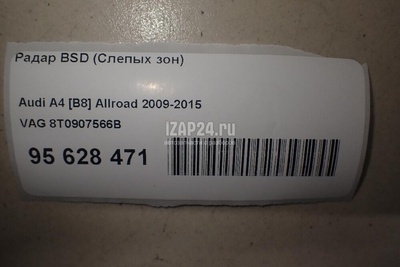 Радар BSD (Слепых зон)
Audi A4 [B8] Allroad 2009-2015
VAG 8T0907566B
IZAP24.ru
95 628 471